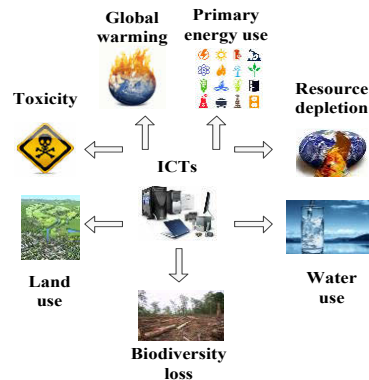 Global
warming
Primary
energy use
Toxicity
Resource
depletion
ICTs
Land
use
Water
use
Biodiversity
loss